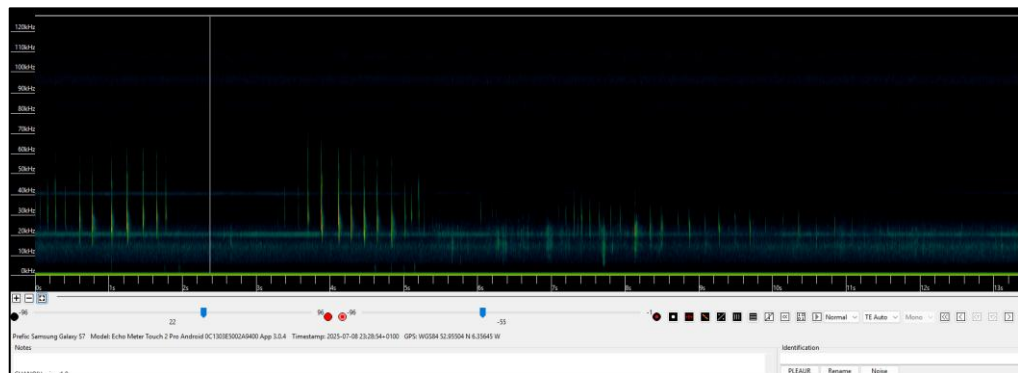 120kHz
110kHz
100kHz
90kHz
80kHz
70kHz
60kHz
50kHz
40kHz
30kHz
20kHz
10kHz
0kHz
0s 1s 2s 3s 4s 5s 6s 7s 8s 9s 10s 11s 12s 13s
-96 22 96 -96 -55 -1
Normal TE Auto Mono
Prefix: Samsung Galaxy S7 Model: Echo Meter Touch 2 Pro Android App 3.0.4 Timestamp: 2025-07-08 23:28:54+0100 GPS: WGS84 52.95504 N 6.35645 W
Notes Identification
PLEAUR Rename Noise